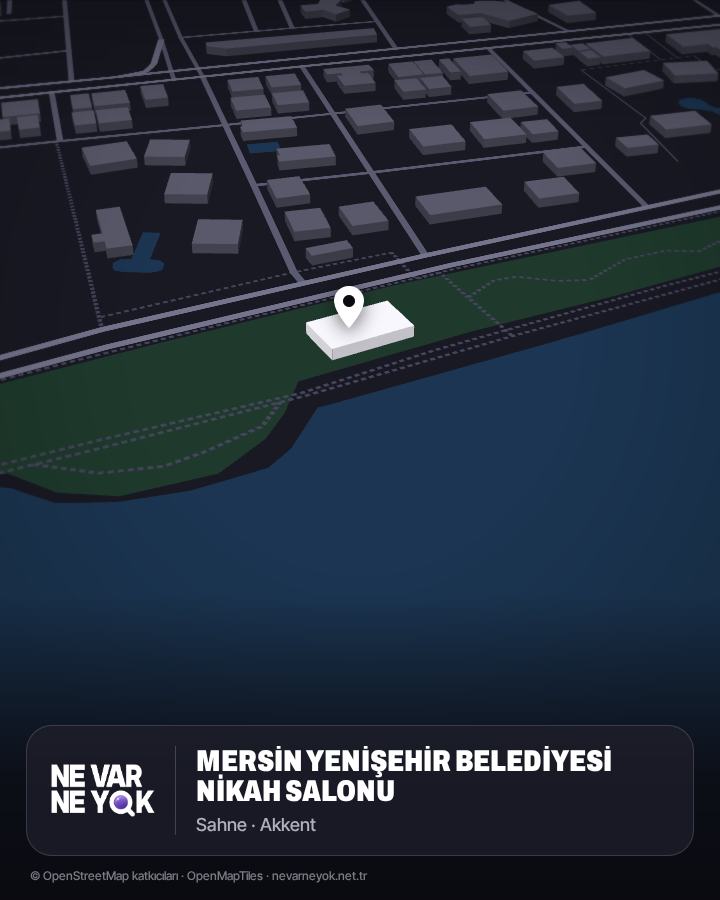 NE VAR
NE YOK
MERSİN YENİŞEHİR BELEDİYESİ
NİKAH SALONU
Sahne · Akkent
© OpenStreetMap katkıcıları · OpenMapTiles · nevarneyok.net.tr